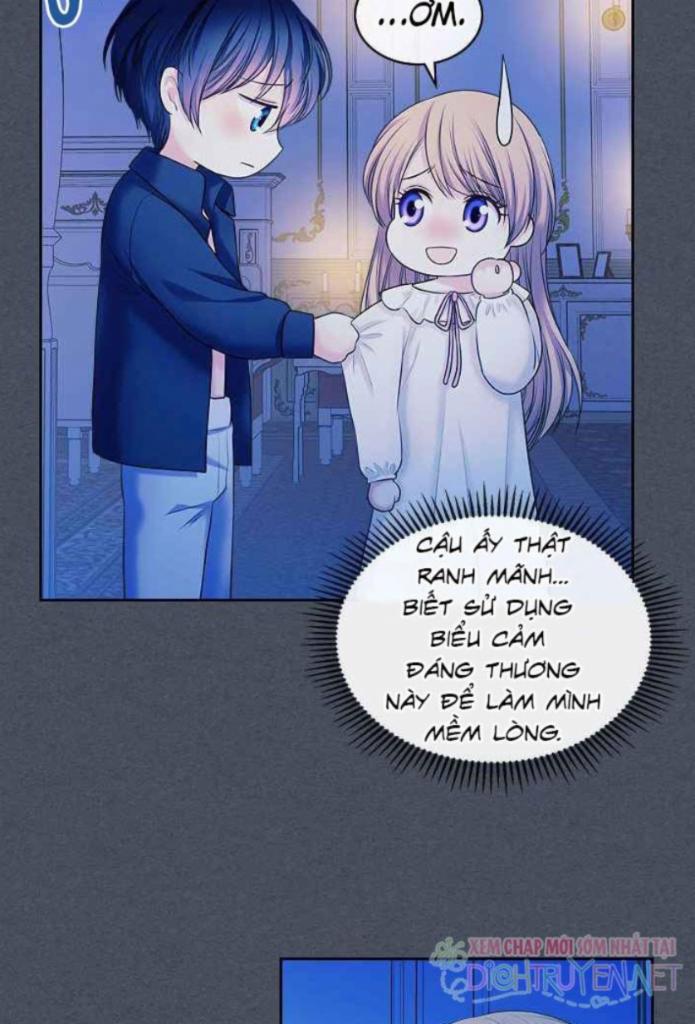 ...ƠM.
CẬU ẤY THẬT
RANH MÃNH...
BIẾT SỬ DỤNG
BIỂU CẢM
ĐÁNG THƯƠNG
NÀY ĐỂ LÀM MÌNH
MỀM LÒNG.
XEM CHAP MỚI SỚM NHẤT TẠI
DICHTRUYEN.NET